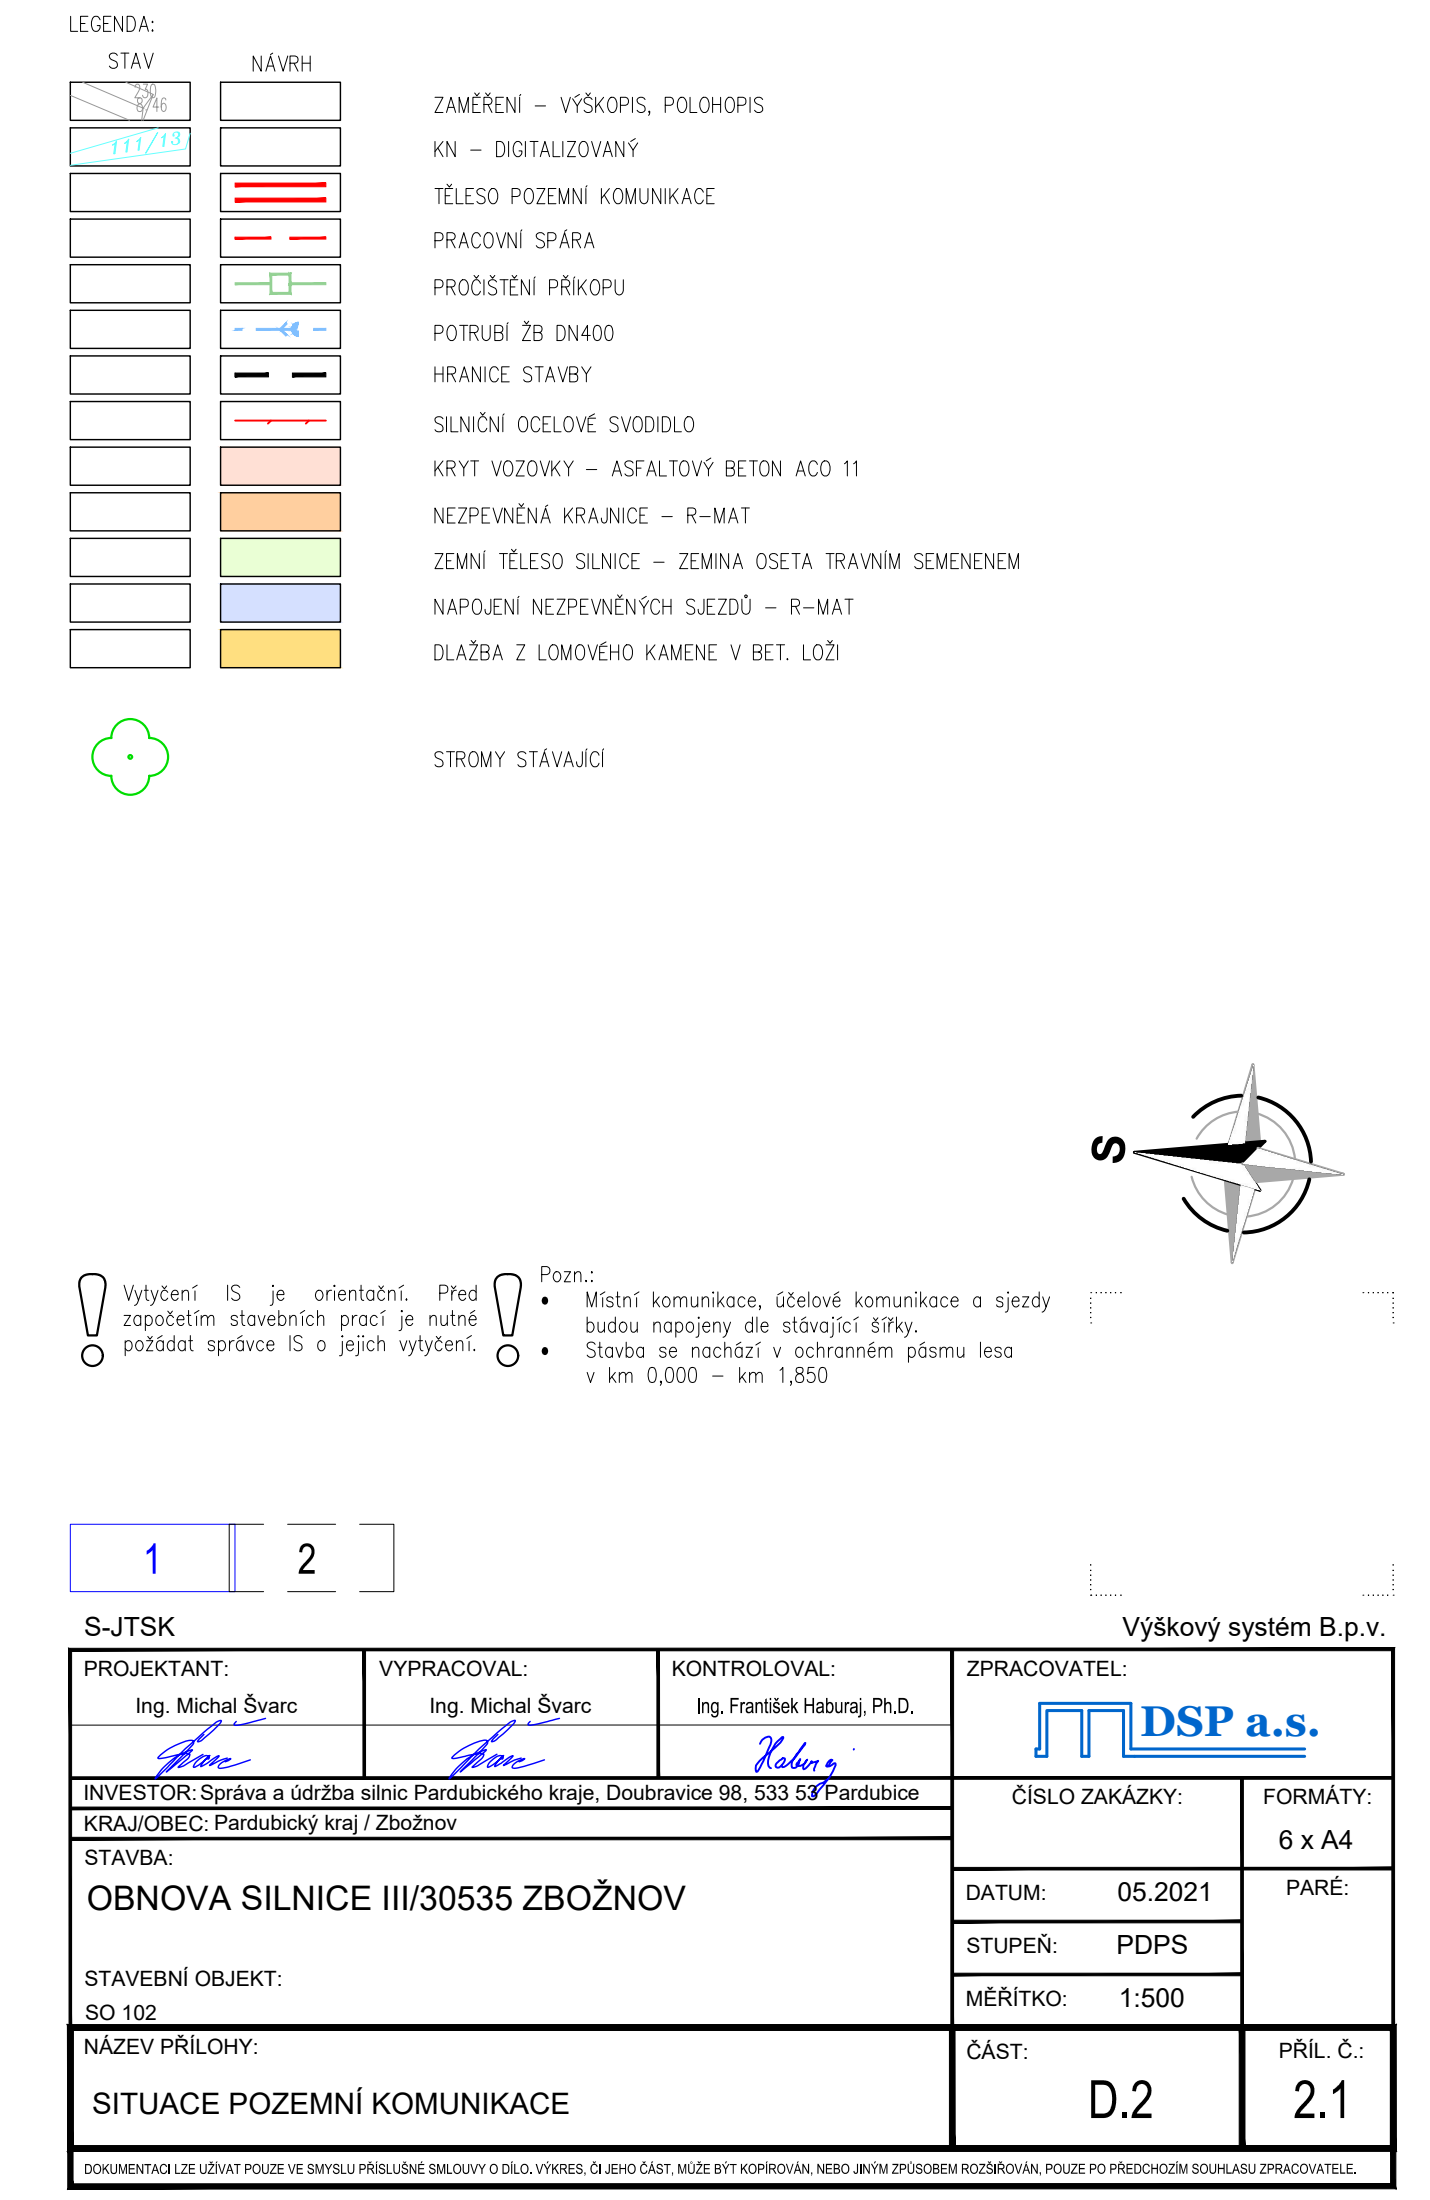 LEGENDA:
STAV NÁVRH
230
8/46
ZAMĚŘENÍ – VÝŠKOPIS, POLOHOPIS
111/13
KN – DIGITALIZOVANÝ
TĚLESO POZEMNÍ KOMUNIKACE
PRACOVNÍ SPÁRA
PROČIŠTĚNÍ PŘÍKOPU
POTRUBÍ ŽB DN400
HRANICE STAVBY
SILNIČNÍ OCELOVÉ SVODIDLO
KRYT VOZOVKY – ASFALTOVÝ BETON ACO 11
NEZPEVNĚNÁ KRAJNICE – R–MAT
ZEMNÍ TĚLESO SILNICE – ZEMINA OSETA TRAVNÍM SEMENENEM
NAPOJENÍ NEZPEVNĚNÝCH SJEZDŮ – R–MAT
DLAŽBA Z LOMOVÉHO KAMENE V BET. LOŽI
STROMY STÁVAJÍCÍ
S
Vytyčení IS je orientační. Před
započetím stavebních prací je nutné
požádat správce IS o jejich vytyčení.
Pozn.:
• Místní komunikace, účelové komunikace a sjezdy
budou napojeny dle stávající šířky.
• Stavba se nachází v ochranném pásmu lesa
v km 0,000 – km 1,850
1 2
S-JTSK Výškový systém B.p.v.
PROJEKTANT: VYPRACOVAL: KONTROLOVAL: ZPRACOVATEL:
Ing. Michal Švarc Ing. Michal Švarc Ing. František Haburaj, Ph.D.
DSP a.s.
Švarc Švarc Haburaj
INVESTOR: Správa a údržba silnic Pardubického kraje, Doubravice 98, 533 53 Pardubice
ČÍSLO ZAKÁZKY: FORMÁTY:
KRAJ/OBEC: Pardubický kraj / Zbožnov
6 x A4
STAVBA:
OBNOVA SILNICE III/30535 ZBOŽNOV
DATUM: 05.2021 PARÉ:
STUPEŇ: PDPS
STAVEBNÍ OBJEKT:
SO 102
MĚŘÍTKO: 1:500
NÁZEV PŘÍLOHY: ČÁST: PŘÍL. Č.:
SITUACE POZEMNÍ KOMUNIKACE D.2 2.1
DOKUMENTACI LZE UŽÍVAT POUZE VE SMYSLU PŘÍSLUŠNÉ SMLOUVY O DÍLO. VÝKRES, ČI JEHO ČÁST, MŮŽE BÝT KOPÍROVÁN, NEBO JINÝM ZPŮSOBEM ROZŠIŘOVÁN, POUZE PO PŘEDCHOZÍM SOUHLASU ZPRACOVATELE.